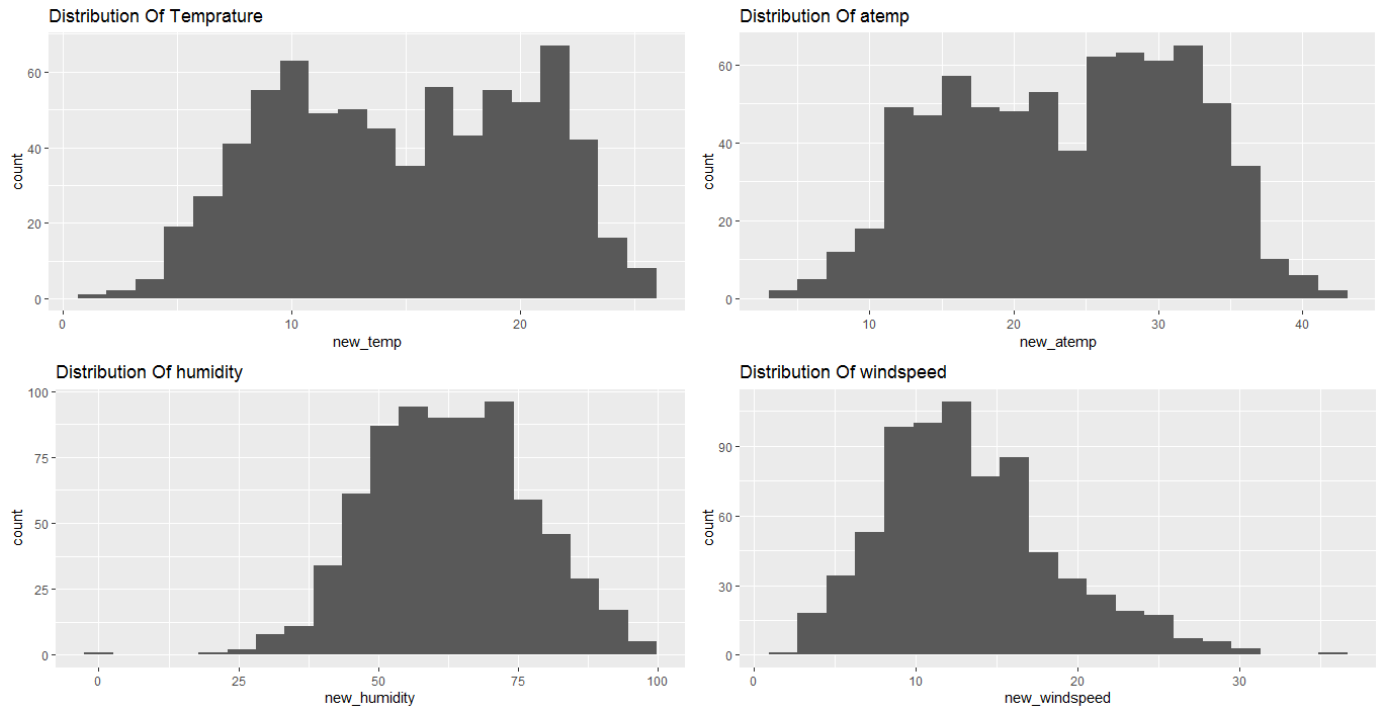 Distribution Of Temprature
count
60
40
20
0
0 10 20
new_temp
Distribution Of atemp
count
60
40
20
0
10 20 30 40
new_atemp
Distribution Of humidity
count
100
75
50
25
0
0 25 50 75 100
new_humidity
Distribution Of windspeed
count
90
60
30
0
0 10 20 30
new_windspeed